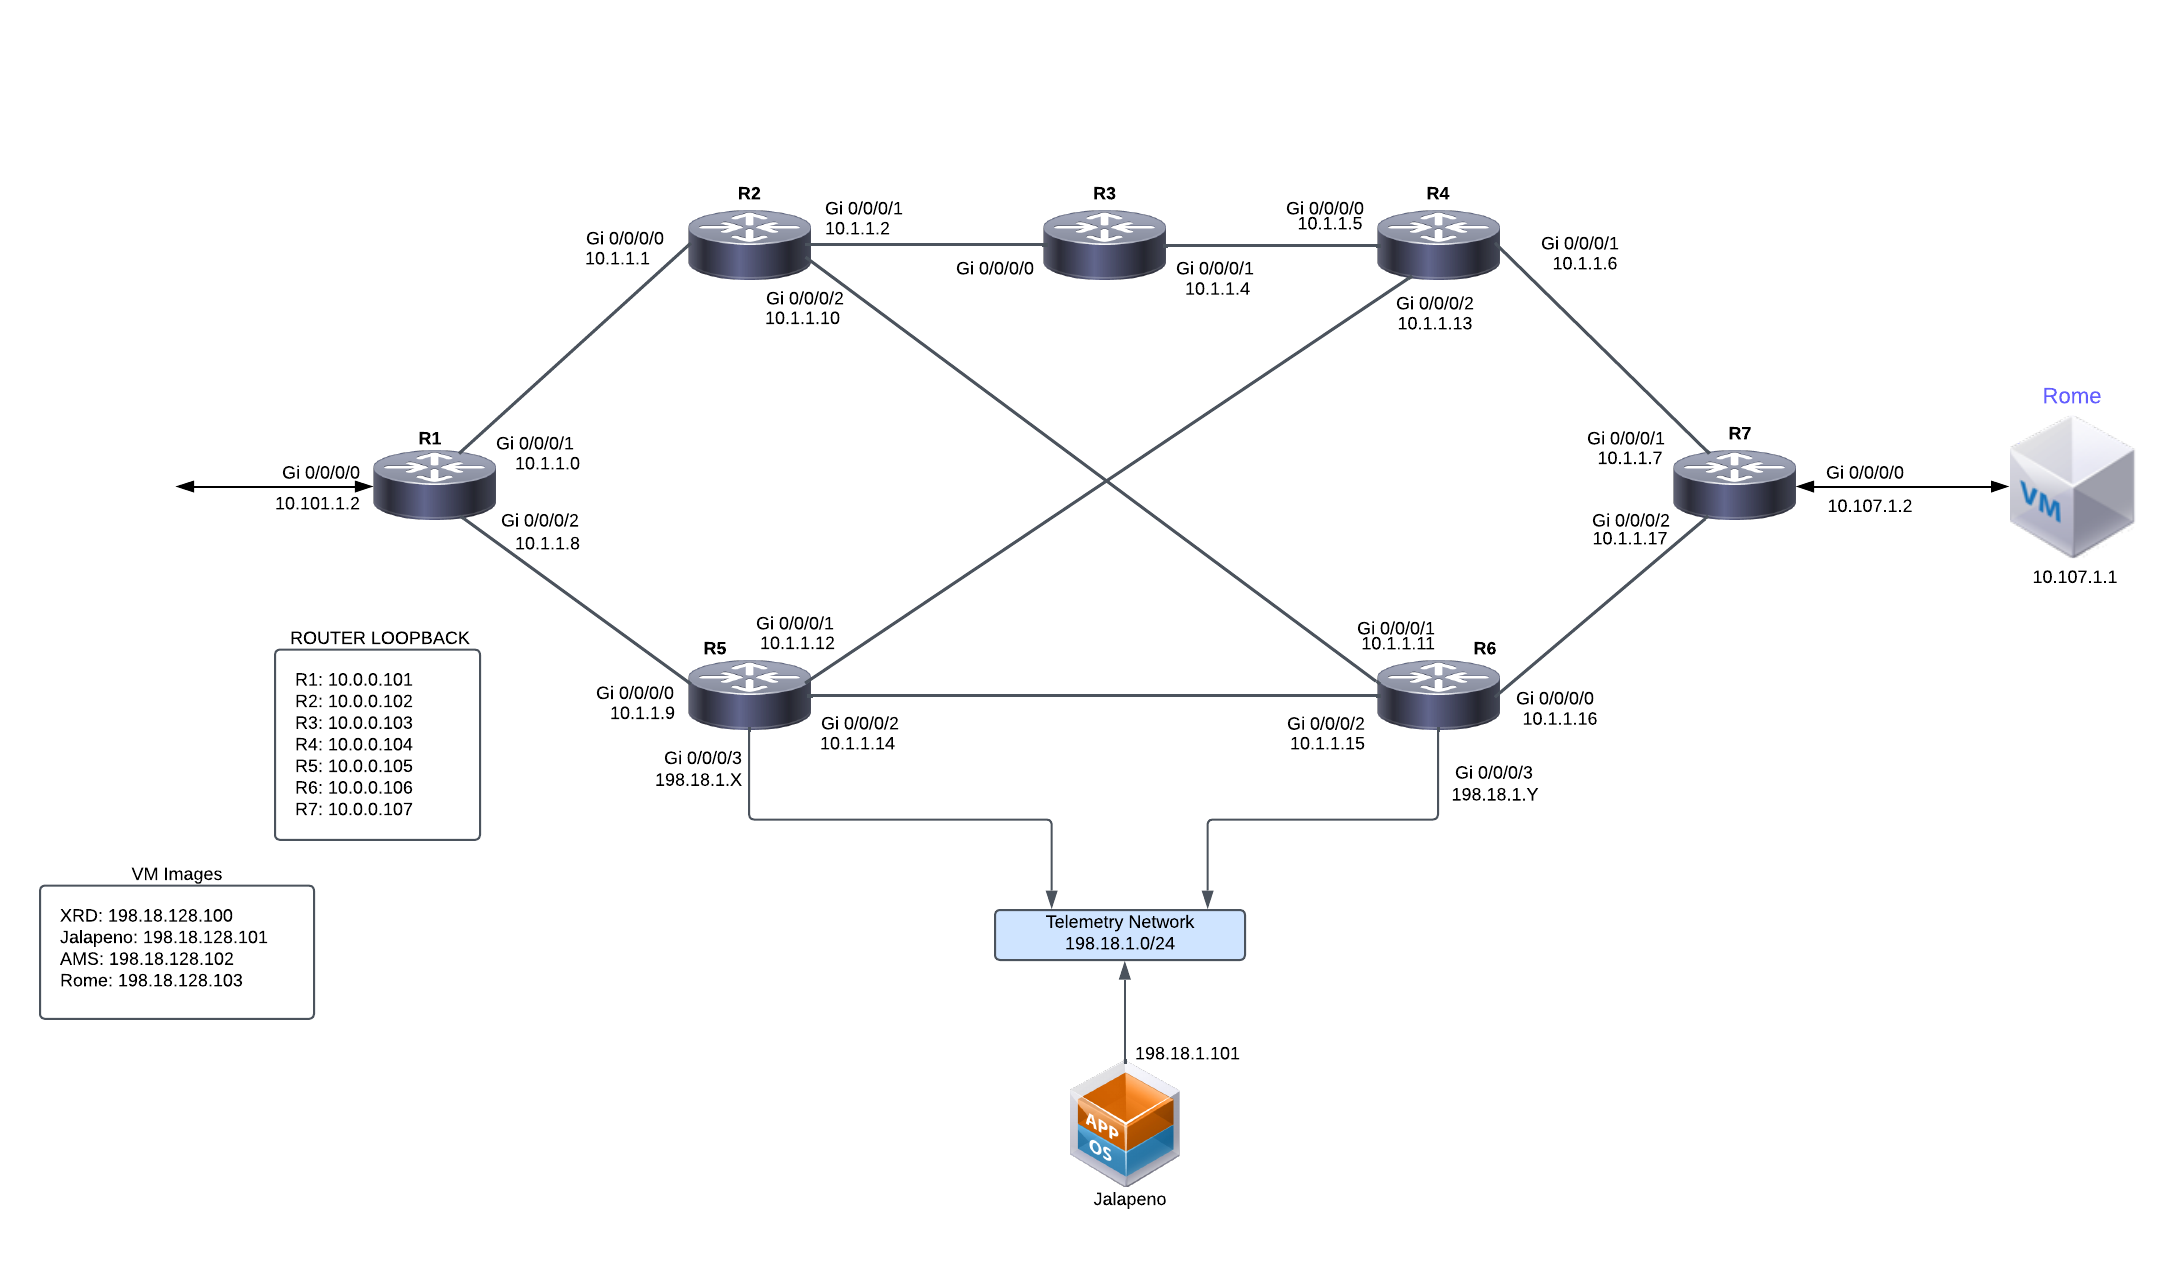 R2
R3
R4
Gi 0/0/0/1
10.1.1.2
Gi 0/0/0/0
10.1.1.5
Gi 0/0/0/0
10.1.1.1
Gi 0/0/0/1
10.1.1.6
Gi 0/0/0/0
Gi 0/0/0/1
10.1.1.4
Gi 0/0/0/2
10.1.1.10
Gi 0/0/0/2
10.1.1.13
Rome
R1
Gi 0/0/0/1
10.1.1.0
Gi 0/0/0/0
10.101.1.2
Gi 0/0/0/2
10.1.1.8
R7
Gi 0/0/0/1
10.1.1.7
Gi 0/0/0/0
10.107.1.2
Gi 0/0/0/2
10.1.1.17
VM
10.107.1.1
Gi 0/0/0/1
10.1.1.12
R5
Gi 0/0/0/1
10.1.1.11
R6
Gi 0/0/0/0
10.1.1.9
Gi 0/0/0/2
10.1.1.14
Gi 0/0/0/2
10.1.1.15
Gi 0/0/0/0
10.1.1.16
Gi 0/0/0/3
198.18.1.X
Gi 0/0/0/3
198.18.1.Y
ROUTER LOOPBACK
R1: 10.0.0.101
R2: 10.0.0.102
R3: 10.0.0.103
R4: 10.0.0.104
R5: 10.0.0.105
R6: 10.0.0.106
R7: 10.0.0.107
VM Images
XRD: 198.18.128.100
Jalapeno: 198.18.128.101
AMS: 198.18.128.102
Rome: 198.18.128.103
Telemetry Network
198.18.1.0/24
198.18.1.101
APP
OS
Jalapeno